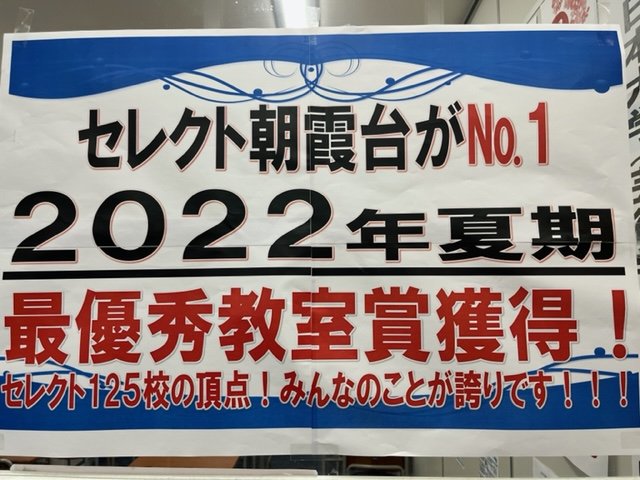 セレクト朝霞台がNo.1
2022年夏期
最優秀教室賞獲得！
セレクト125校の頂点！みんなのことが誇りです！！！